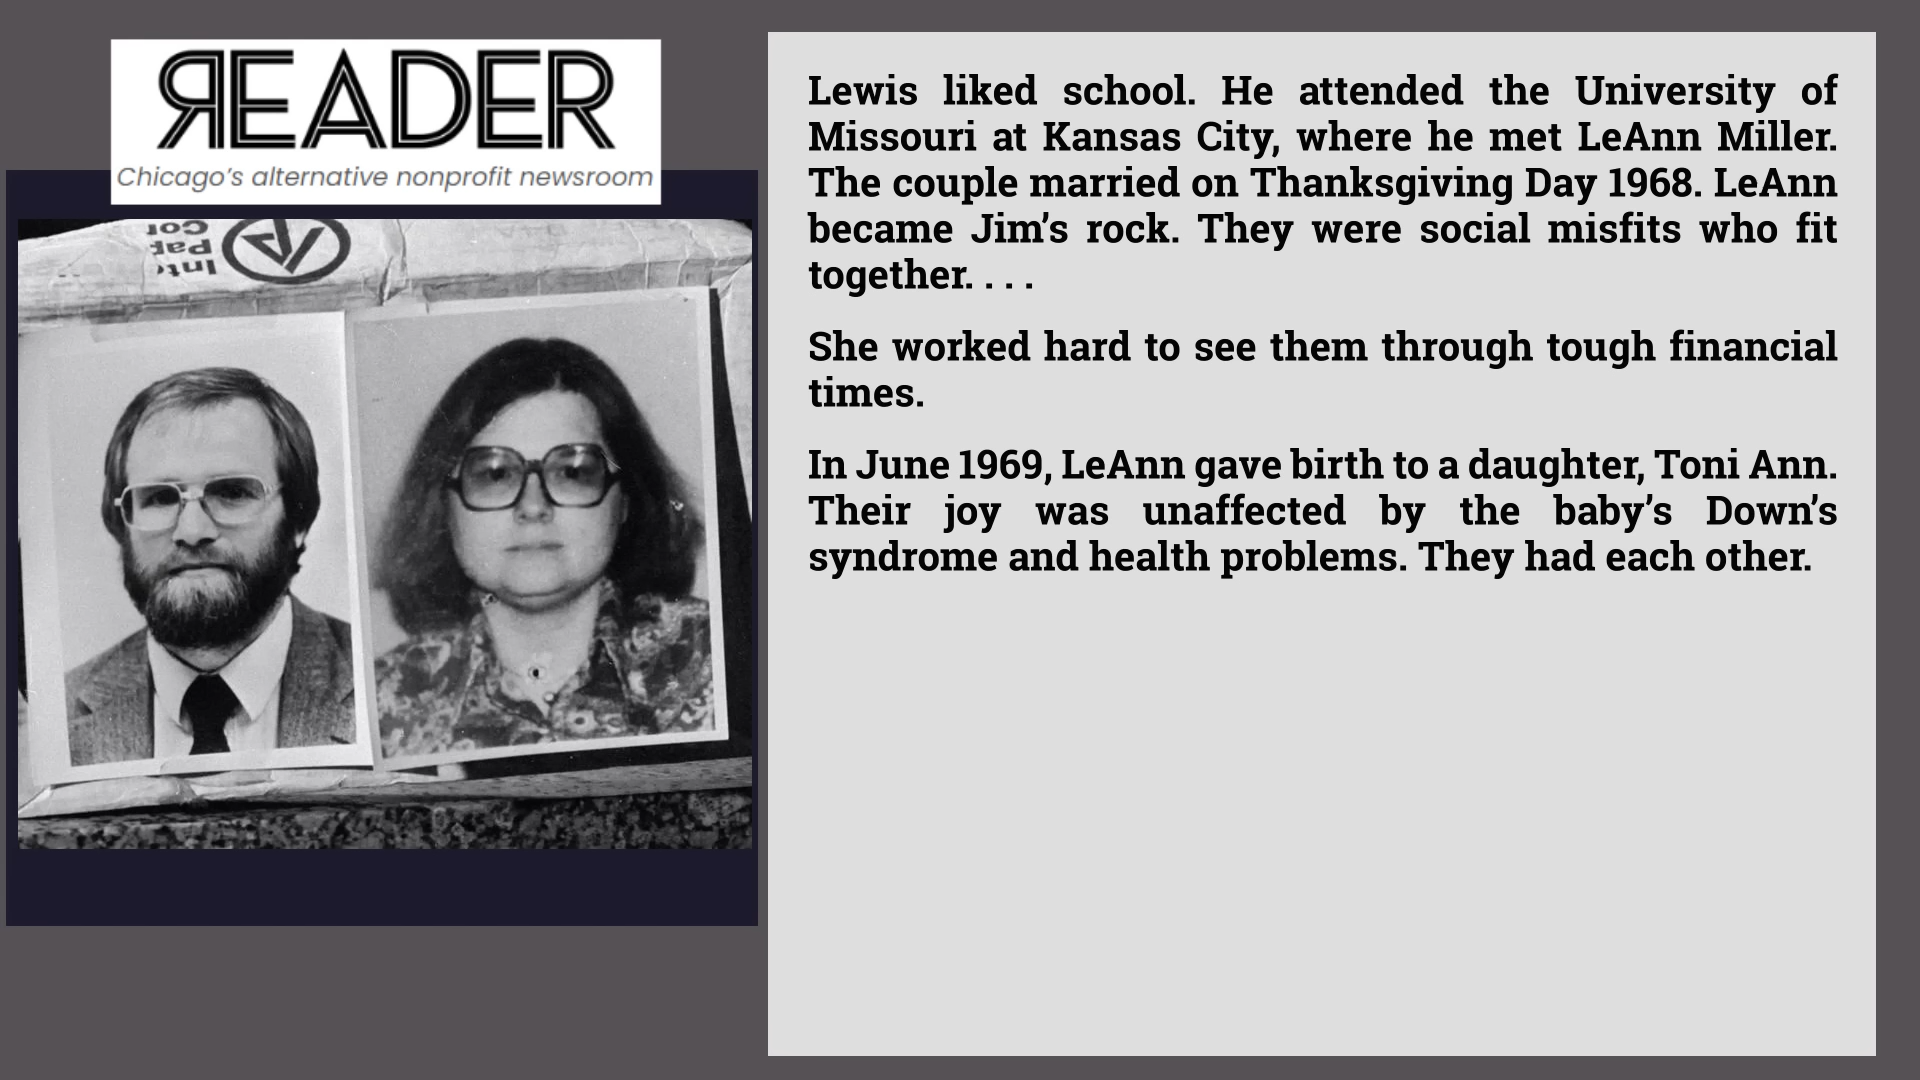 READER
Chicago's alternative nonprofit newsroom
Lewis liked school. He attended the University of
Missouri at Kansas City, where he met LeAnn Miller.
The couple married on Thanksgiving Day 1968. LeAnn
became Jim’s rock. They were social misfits who fit
together. . . .
She worked hard to see them through tough financial
times.
In June 1969, LeAnn gave birth to a daughter, Toni Ann.
Their joy was unaffected by the baby’s Down’s
syndrome and health problems. They had each other.